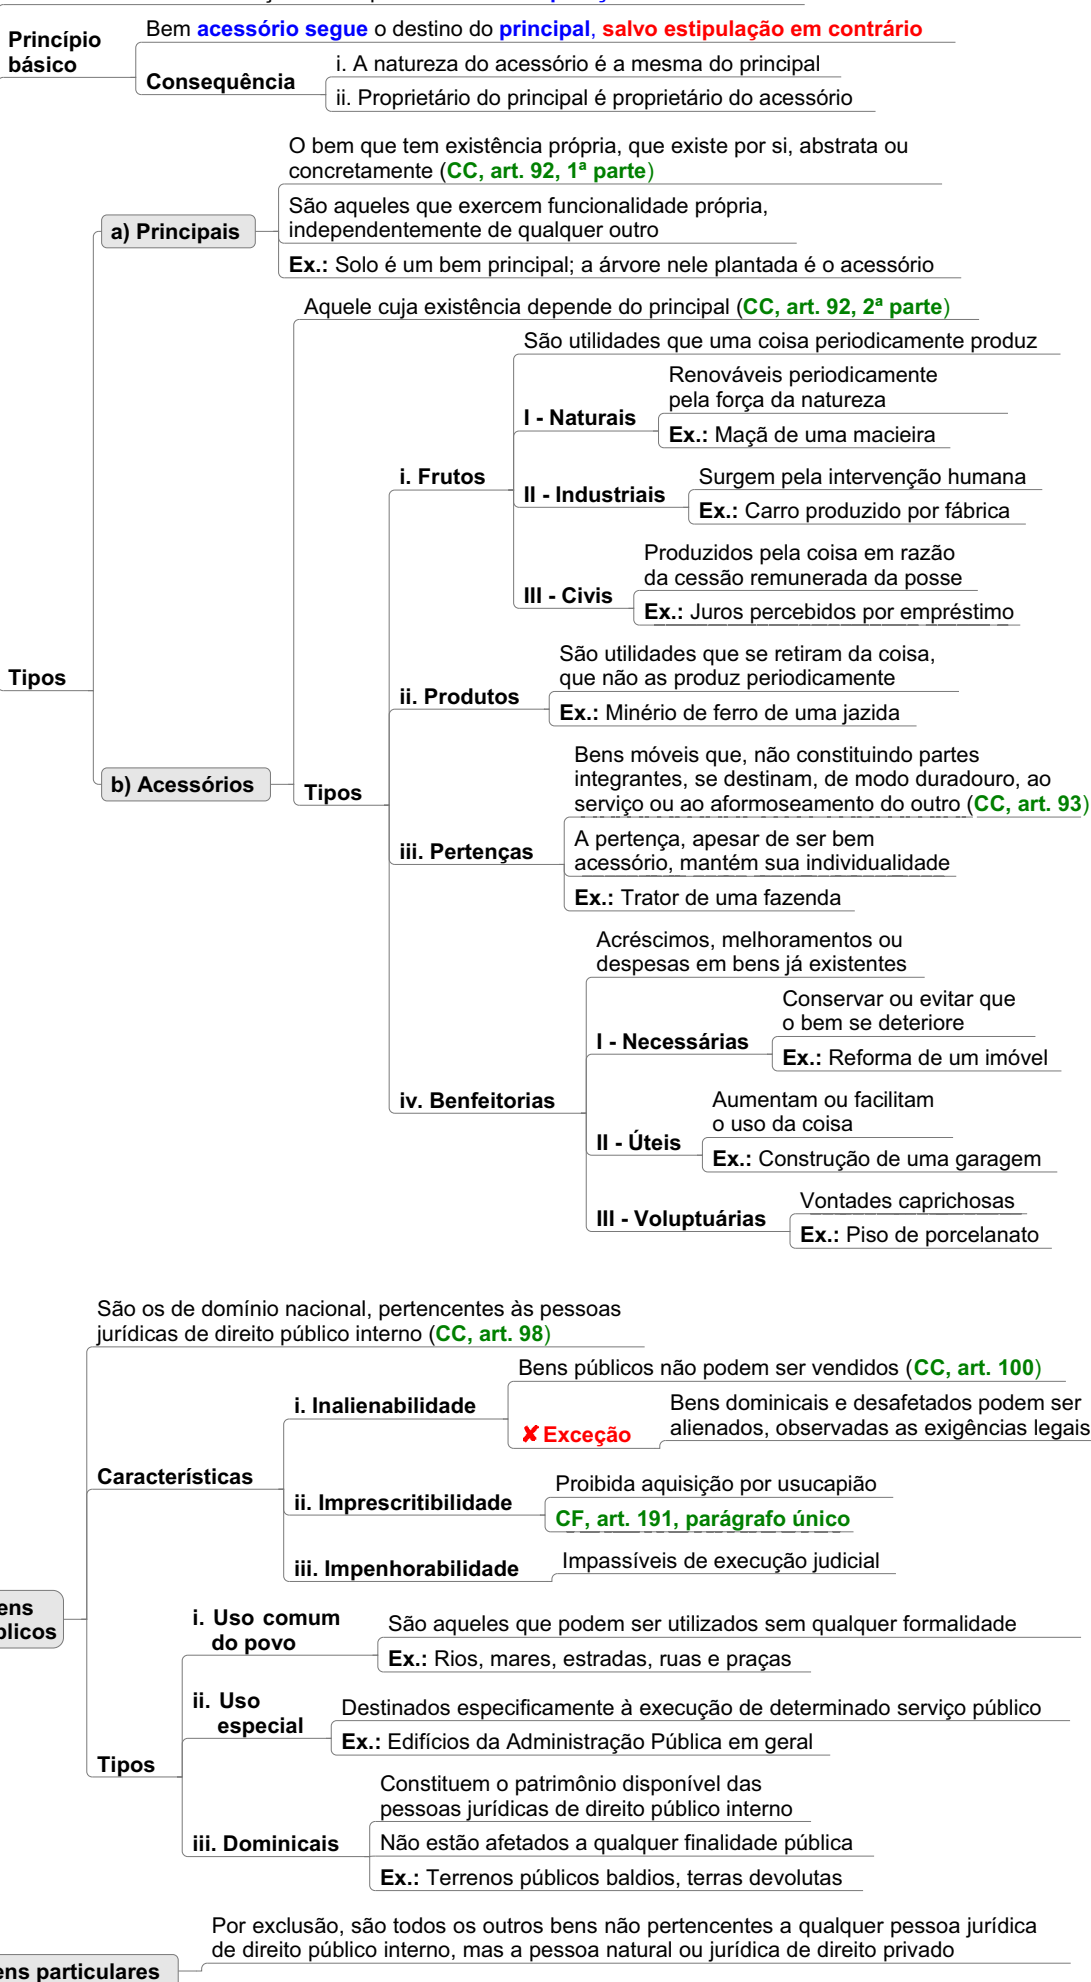 Princípio
básico
Bem acessório segue o destino do principal, salvo estipulação em contrário
Consequência
i. A natureza do acessório é a mesma do principal
ii. Proprietário do principal é proprietário do acessório
Tipos
a) Principais
O bem que tem existência própria, que existe por si, abstrata ou
concretamente (CC, art. 92, 1ª parte)
São aqueles que exercem funcionalidade própria,
independentemente de qualquer outro
Ex.: Solo é um bem principal; a árvore nele plantada é o acessório
b) Acessórios
Aquele cuja existência depende do principal (CC, art. 92, 2ª parte)
Tipos
i. Frutos
São utilidades que uma coisa periodicamente produz
I - Naturais
Renováveis periodicamente
pela força da natureza
Ex.: Maçã de uma macieira
II - Industriais
Surgem pela intervenção humana
Ex.: Carro produzido por fábrica
III - Civis
Produzidos pela coisa em razão
da cessão remunerada da posse
Ex.: Juros percebidos por empréstimo
ii. Produtos
São utilidades que se retiram da coisa,
que não as produz periodicamente
Ex.: Minério de ferro de uma jazida
iii. Pertenças
Bens móveis que, não constituindo partes
integrantes, se destinam, de modo duradouro, ao
serviço ou ao aformoseamento do outro (CC, art. 93)
A pertença, apesar de ser bem
acessório, mantém sua individualidade
Ex.: Trator de uma fazenda
iv. Benfeitorias
Acréscimos, melhoramentos ou
despesas em bens já existentes
I - Necessárias
Conservar ou evitar que
o bem se deteriore
Ex.: Reforma de um imóvel
II - Úteis
Aumentam ou facilitam
o uso da coisa
Ex.: Construção de uma garagem
III - Voluptuárias
Vontades caprichosas
Ex.: Piso de porcelanato
ens
blicos
São os de domínio nacional, pertencentes às pessoas
jurídicas de direito público interno (CC, art. 98)
Características
i. Inalienabilidade
Bens públicos não podem ser vendidos (CC, art. 100)
✘ Exceção
Bens dominicais e desafetados podem ser
alienados, observadas as exigências legais
ii. Imprescritibilidade
Proibida aquisição por usucapião
CF, art. 191, parágrafo único
iii. Impenhorabilidade
Impassíveis de execução judicial
Tipos
i. Uso comum
do povo
São aqueles que podem ser utilizados sem qualquer formalidade
Ex.: Rios, mares, estradas, ruas e praças
ii. Uso
especial
Destinados especificamente à execução de determinado serviço público
Ex.: Edifícios da Administração Pública em geral
iii. Dominicais
Constituem o patrimônio disponível das
pessoas jurídicas de direito público interno
Não estão afetados a qualquer finalidade pública
Ex.: Terrenos públicos baldios, terras devolutas
ens particulares
Por exclusão, são todos os outros bens não pertencentes a qualquer pessoa jurídica
de direito público interno, mas a pessoa natural ou jurídica de direito privado